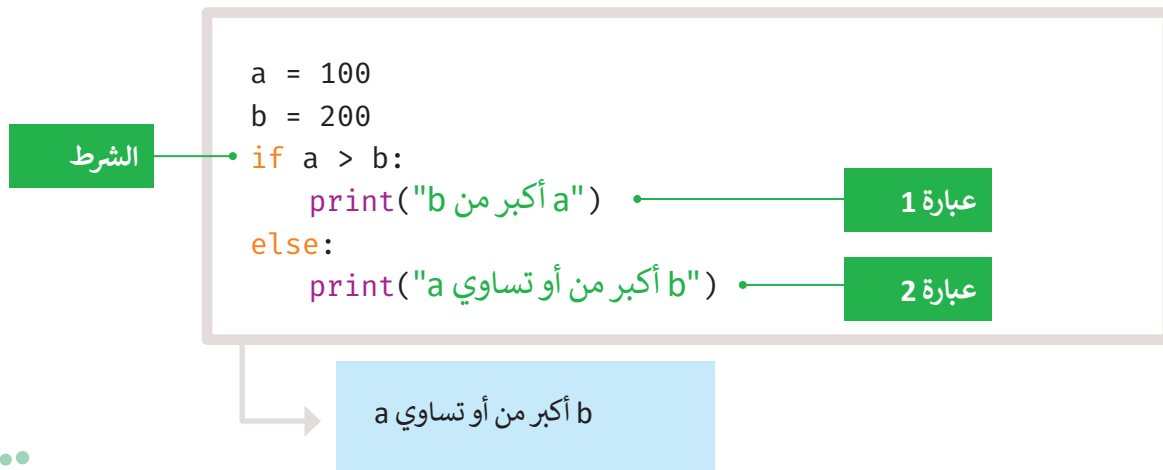 a = 100
b = 200
الشرط
if a > b:
print("a أكبر من b")
عبارة 1
else:
print("b أكبر من أو تساوي a")
عبارة 2
b أكبر من أو تساوي a